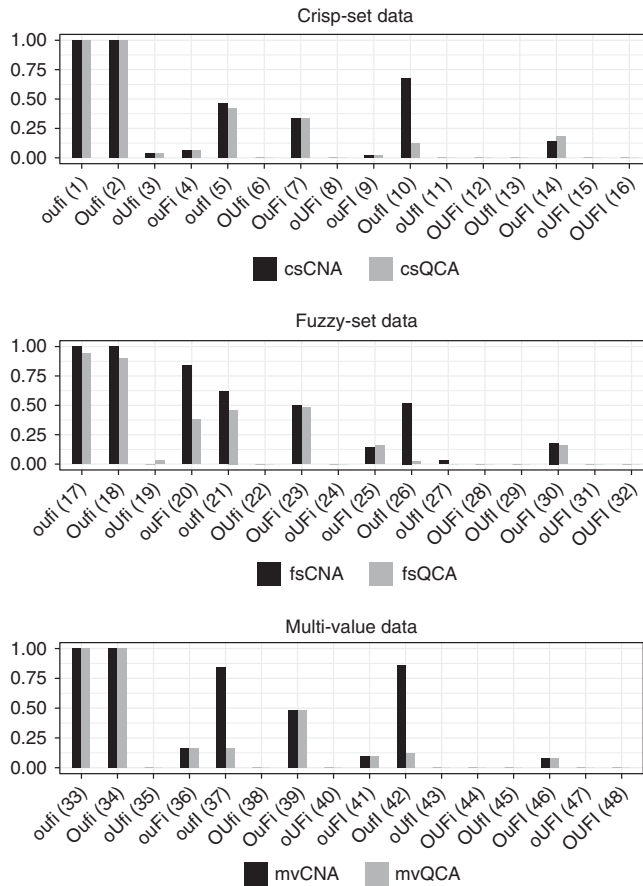 Crisp-set data
1.00
0.75
0.50
0.25
0.00
oufi (1)
Oufi (2)
oUfi (3)
ouFi (4)
oufI (5)
OUfi (6)
OuFi (7)
oUFi (8)
ouFI (9)
OufI (10)
oUfI (11)
OUFi (12)
OUfI (13)
OuFI (14)
oUFI (15)
OUFI (16)
csCNA csQCA
Fuzzy-set data
1.00
0.75
0.50
0.25
0.00
oufi (17)
Oufi (18)
oUfi (19)
ouFi (20)
oufI (21)
OUfi (22)
OuFi (23)
oUFi (24)
ouFI (25)
OufI (26)
oUfI (27)
OUFi (28)
OUfI (29)
OuFI (30)
oUFI (31)
OUFI (32)
fsCNA fsQCA
Multi-value data
1.00
0.75
0.50
0.25
0.00
oufi (33)
Oufi (34)
oUfi (35)
ouFi (36)
oufI (37)
OUfi (38)
OuFi (39)
oUFi (40)
ouFI (41)
OufI (42)
oUfI (43)
OUFi (44)
OUfI (45)
OuFI (46)
oUFI (47)
OUFI (48)
mvCNA mvQCA